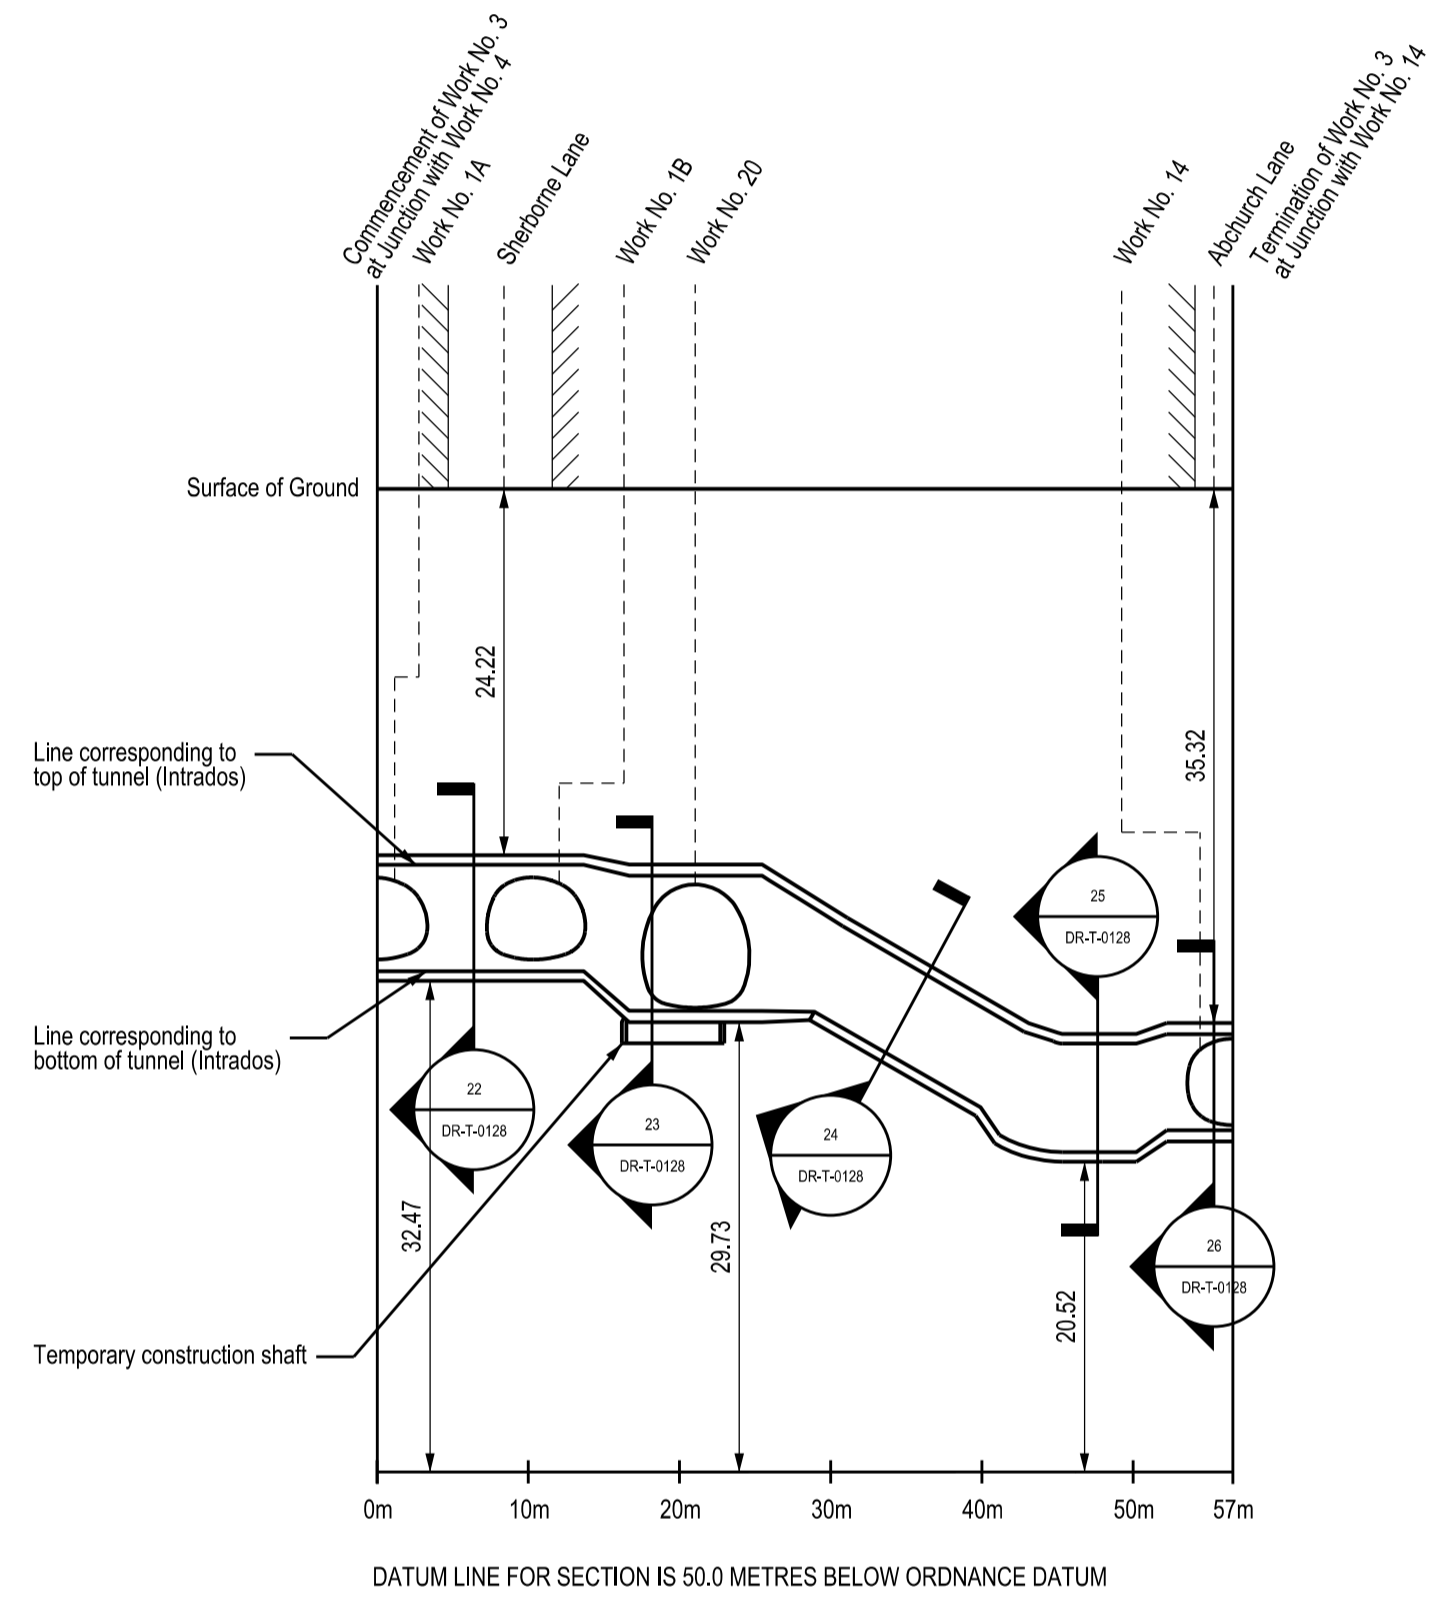 Commencement of Work No. 3
at Junction with Work No. 4
Work No. 1A
Sherborne Lane
Work No. 1B
Work No. 20
Work No. 14
Abchurch Lane
Termination of Work No. 3
at Junction with Work No. 14
Surface of Ground
24.22
35.32
Line corresponding to
top of tunnel (Intrados)
25
DR-T-0128
Line corresponding to
bottom of tunnel (Intrados)
22
DR-T-0128
23
DR-T-0128
24
DR-T-0128
32.47
29.73
20.52
26
DR-T-0128
Temporary construction shaft
0m
10m
20m
30m
40m
50m
57m
DATUM LINE FOR SECTION IS 50.0 METRES BELOW ORDNANCE DATUM